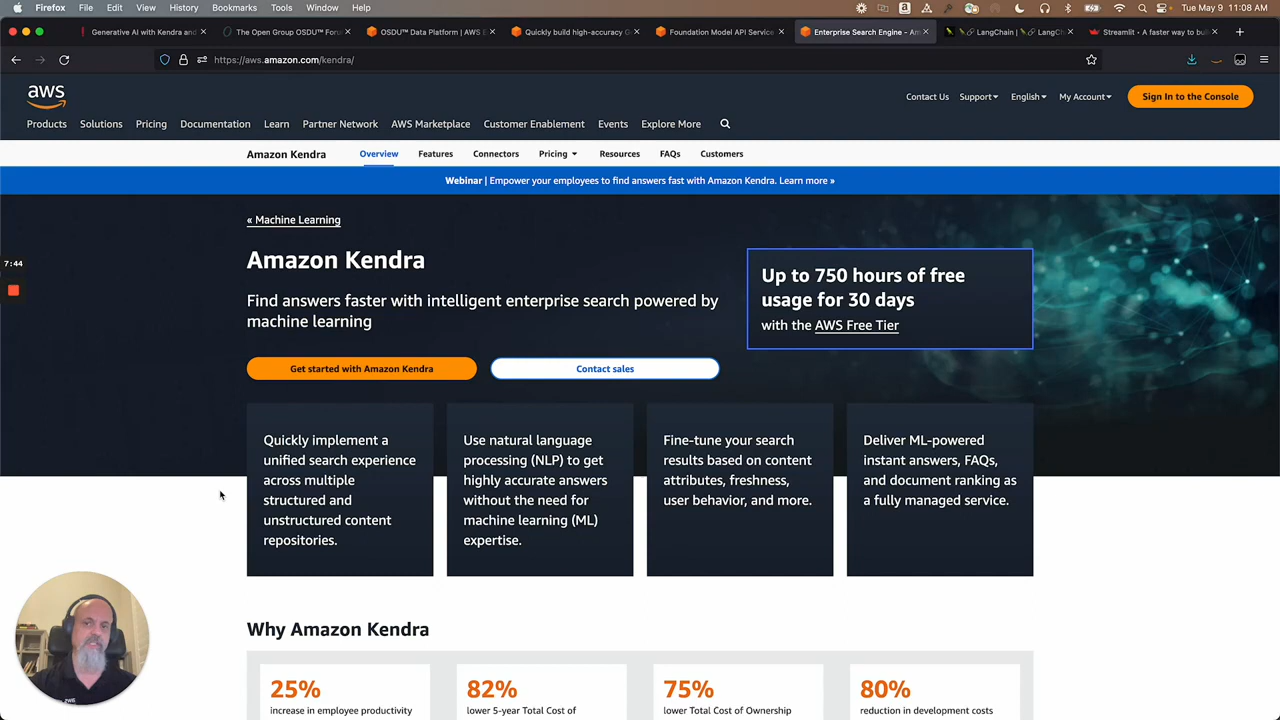 Firefox File Edit View History Bookmarks Tools Window Help
Tue May 9 11:08 AM
Generative AI with Kendra and
The Open Group OSDU™ Foru
OSDU™ Data Platform | AWS E
Quickly build high-accuracy G
Foundation Model API Service
Enterprise Search Engine - Am
LangChain | LangCh
Streamlit • A faster way to bui
https://aws.amazon.com/kendra/
aws
Contact Us Support English My Account Sign In to the Console
Products Solutions Pricing Documentation Learn Partner Network AWS Marketplace Customer Enablement Events Explore More
Amazon Kendra Overview Features Connectors Pricing Resources FAQs Customers
Webinar | Empower your employees to find answers fast with Amazon Kendra. Learn more »
« Machine Learning
Amazon Kendra
Find answers faster with intelligent enterprise search powered by
machine learning
Get started with Amazon Kendra
Contact sales
Up to 750 hours of free
usage for 30 days
with the AWS Free Tier
7:44
Quickly implement a
unified search experience
across multiple
structured and
unstructured content
repositories.
Use natural language
processing (NLP) to get
highly accurate answers
without the need for
machine learning (ML)
expertise.
Fine-tune your search
results based on content
attributes, freshness,
user behavior, and more.
Deliver ML-powered
instant answers, FAQs,
and document ranking as
a fully managed service.
Why Amazon Kendra
25%
increase in employee productivity
82%
lower 5-year Total Cost of
75%
lower Total Cost of Ownership
80%
reduction in development costs
aws